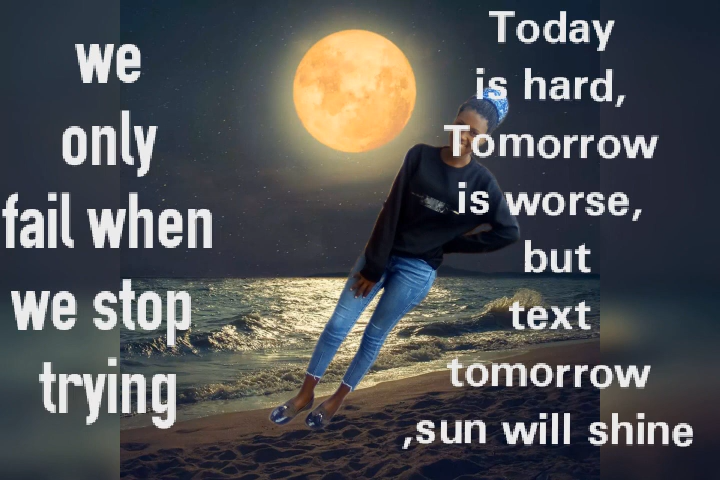 we
only
fail when
we stop
trying
Today
is hard,
Tomorrow
is worse,
but
text
tomorrow
,sun will shine